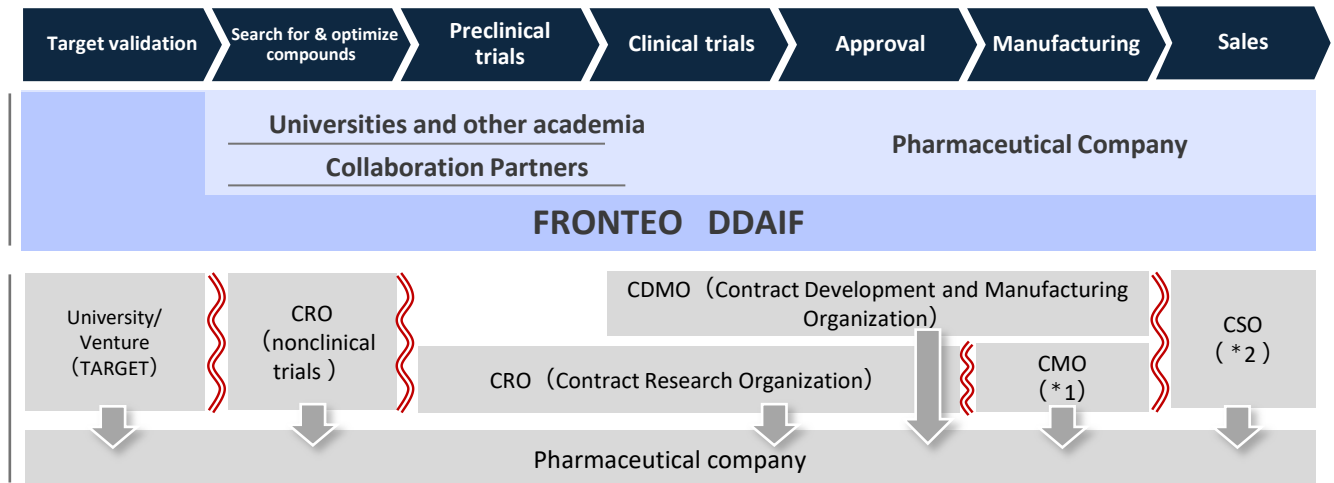 Target validation
Search for & optimize
compounds
Preclinical
trials
Clinical trials
Approval
Manufacturing
Sales
Universities and other academia
Collaboration Partners
Pharmaceutical Company
FRONTEO DDAIF
University/
Venture
（TARGET）
CRO
（nonclinical
trials ）
CDMO（Contract Development and Manufacturing
Organization）
CRO（Contract Research Organization）
CMO
（*1）
CSO
（*2）
Pharmaceutical company